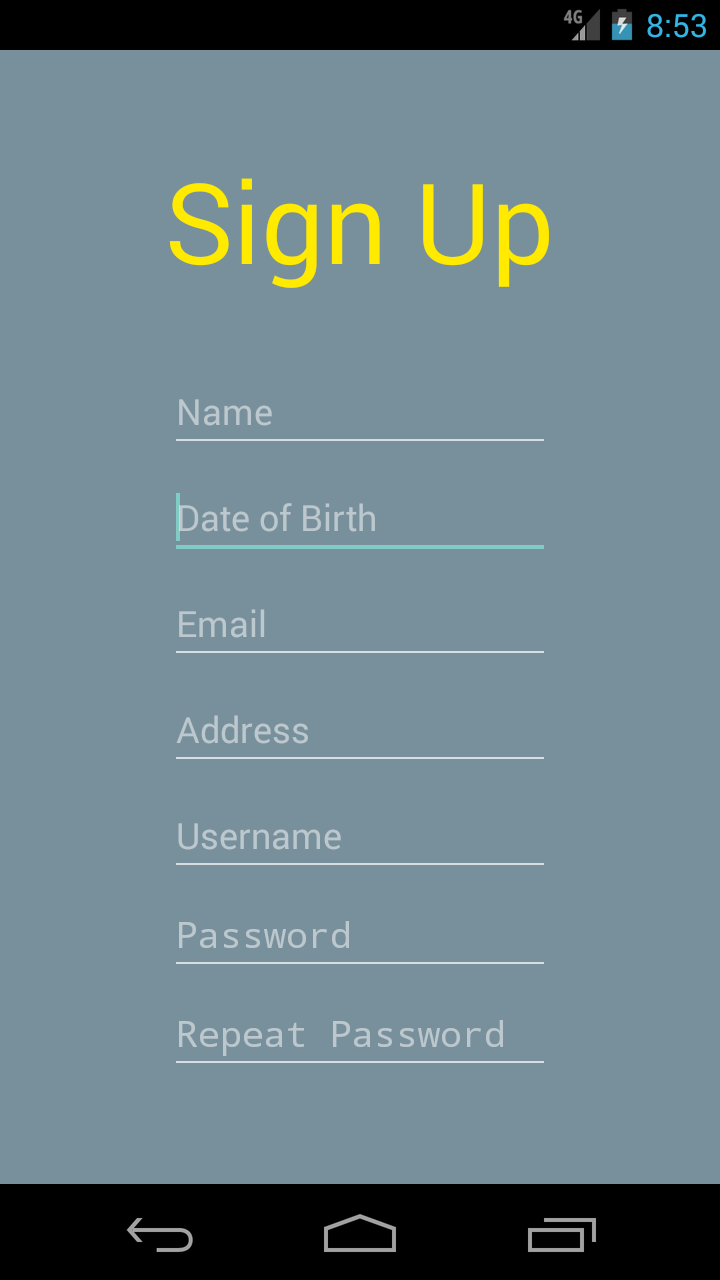 4G 8:53
Sign Up
Name
Date of Birth
Email
Address
Username
Password
Repeat Password